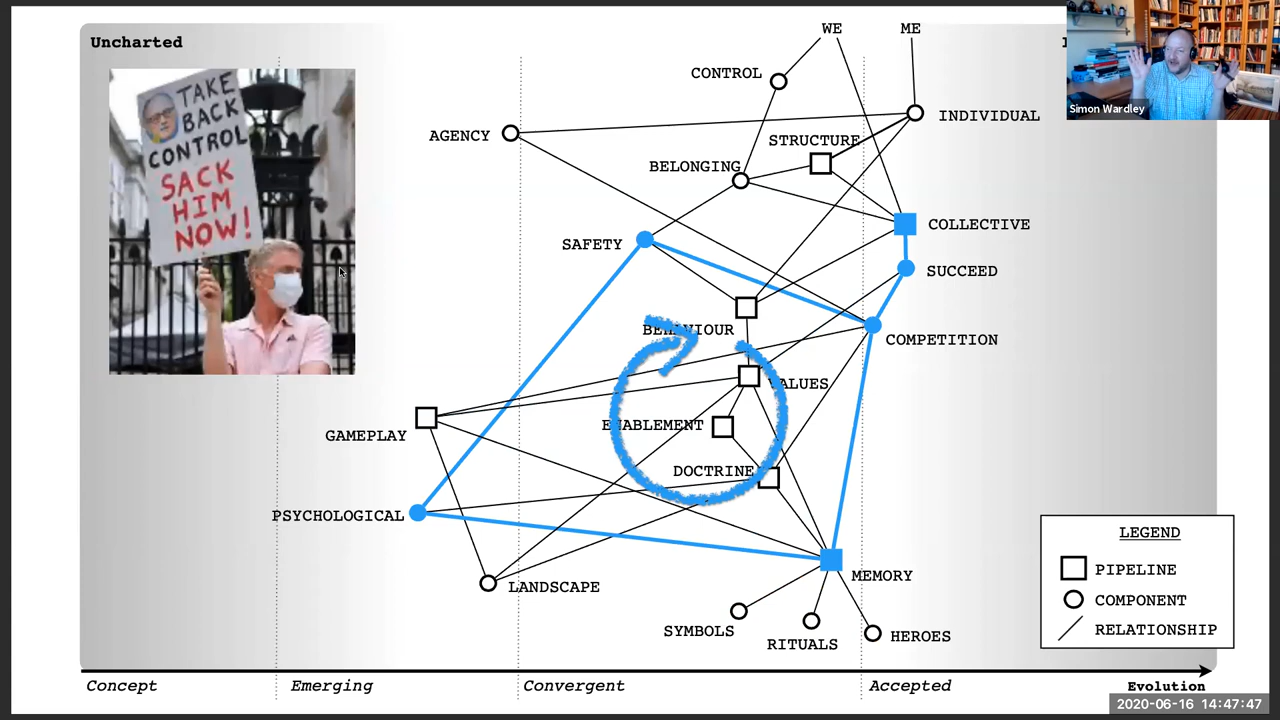 Uncharted
WE
ME
CONTROL
Simon Wardley
TAKE
BACK
CONTROL
SACK
HIM
NOW!
AGENCY
INDIVIDUAL
STRUCTURE
BELONGING
COLLECTIVE
SAFETY
SUCCEED
BEHAVIOUR
COMPETITION
VALUES
GAMEPLAY
ENABLEMENT
DOCTRINE
PSYCHOLOGICAL
MEMORY
LANDSCAPE
SYMBOLS
RITUALS
HEROES
LEGEND
PIPELINE
COMPONENT
RELATIONSHIP
Concept
Emerging
Convergent
Accepted
Evolution
2020-06-16 14:47:47